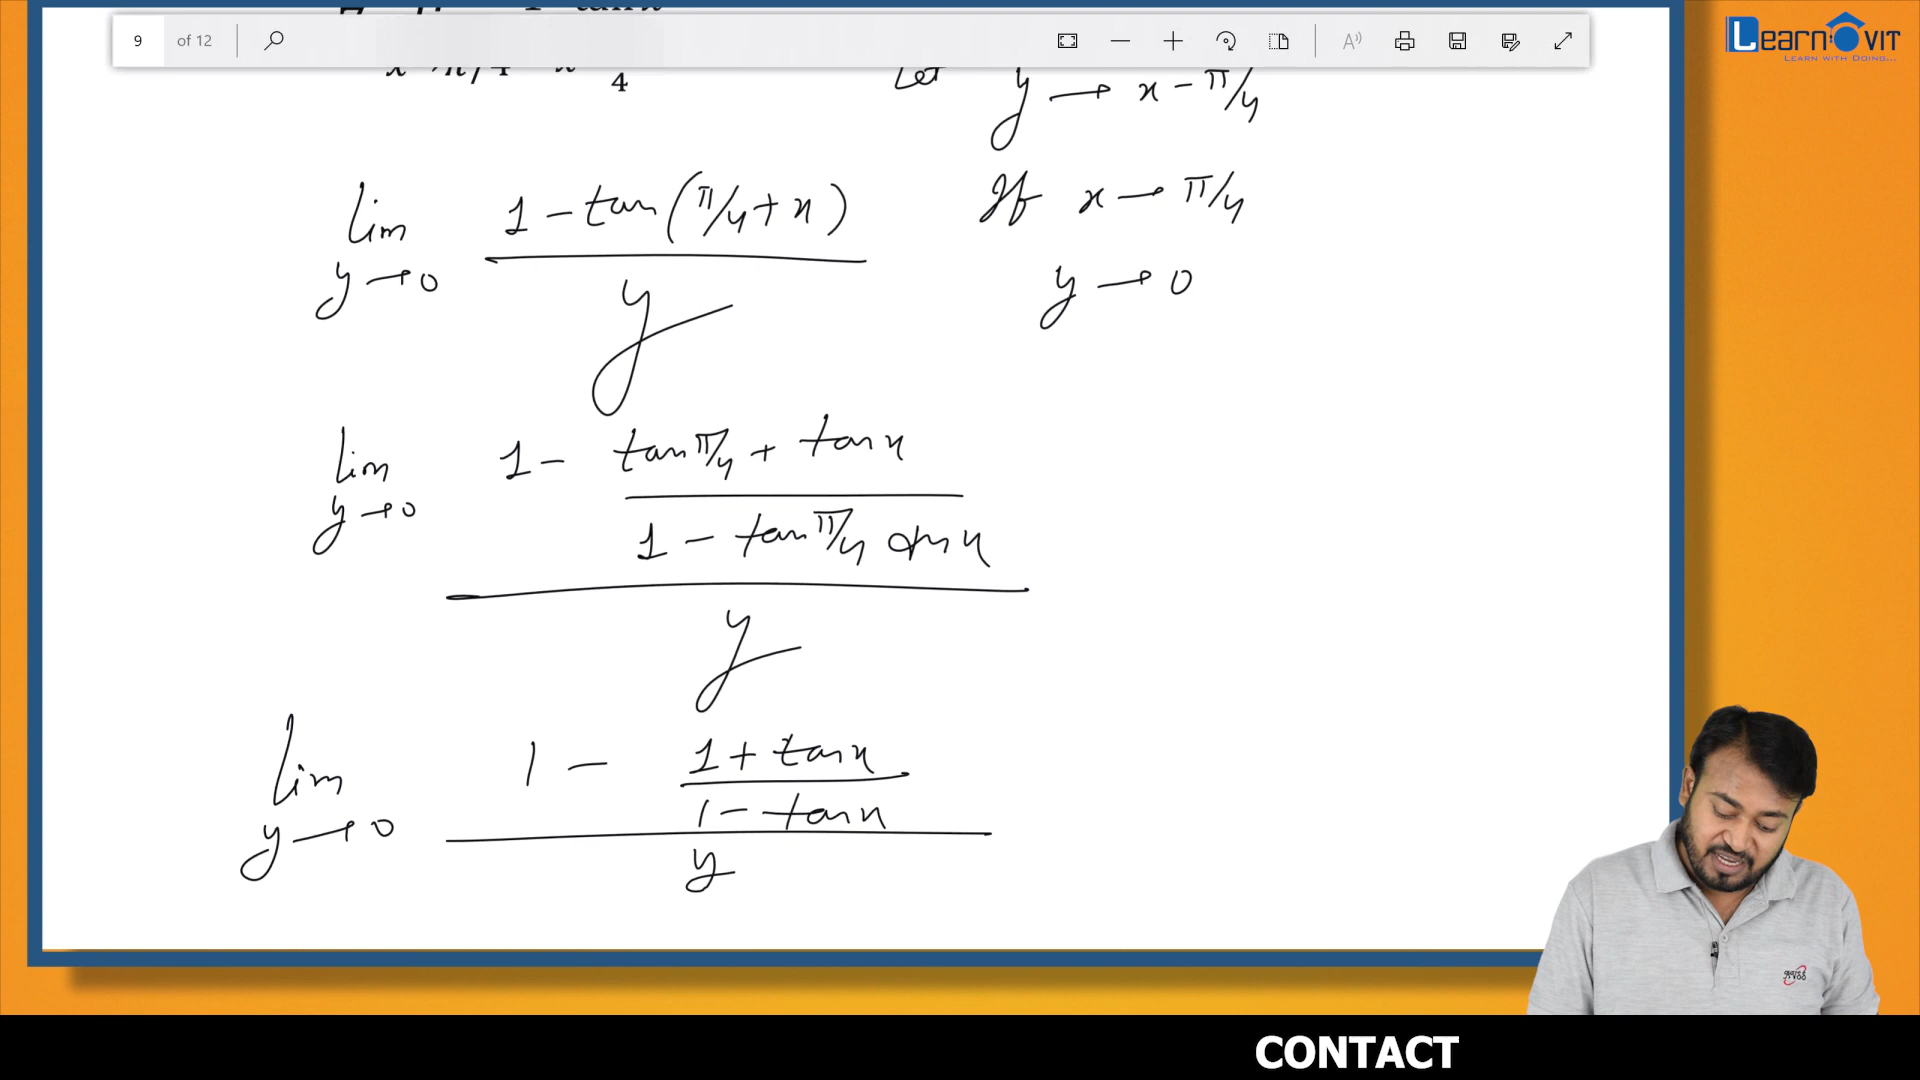 9 of 12
Learn Vit
LEARN WITH DOING...
4
Let y → x - π/4
lim 1 - tan(π/4 + x)
y → 0 y
If x → π/4
y → 0
lim 1 - tan π/4 + tan x
y → 0 1 - tan π/4 tan x
y
lim 1 - 1 + tan x
y → 0 1 - tan x
y
CONTACT